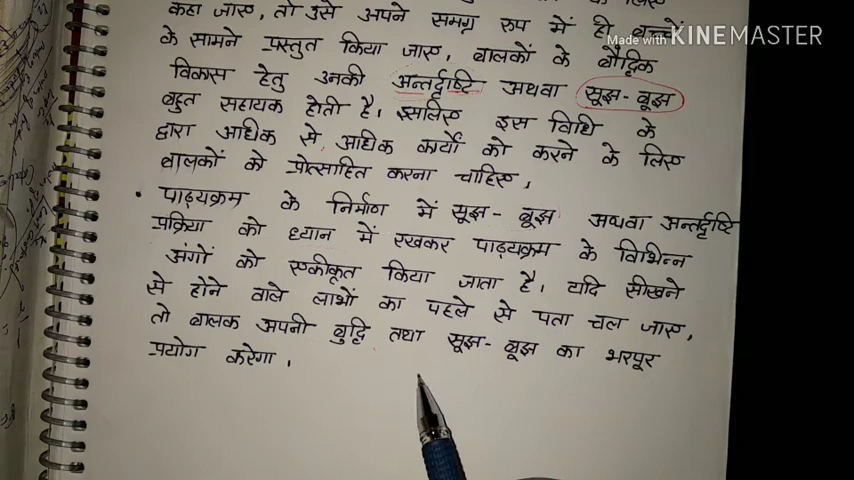 कहा जाए, तो उसे अपने समग्र रूप में ही बच्चों
Made with KINEMASTER
के सामने प्रस्तुत किया जाए, बालकों के बौद्धिक
विकास हेतु उनकी अन्तर्दृष्टि अथवा सूझ-बूझ
बहुत सहायक होती है। इसलिए इस विधि के
द्वारा अधिक से अधिक कार्यों को करने के लिए
बालकों को प्रोत्साहित करना चाहिए,
• पाठ्यक्रम के निर्माण में सूझ-बूझ अथवा अन्तर्दृष्टि
प्रक्रिया को ध्यान में रखकर पाठ्यक्रम के विभिन्न
अंगों को एकीकृत किया जाता है। यदि सीखने
से होने वाले लाभों का पहले से पता चल जाए,
तो बालक अपनी बुद्धि तथा सूझ-बूझ का भरपूर
प्रयोग करेगा।